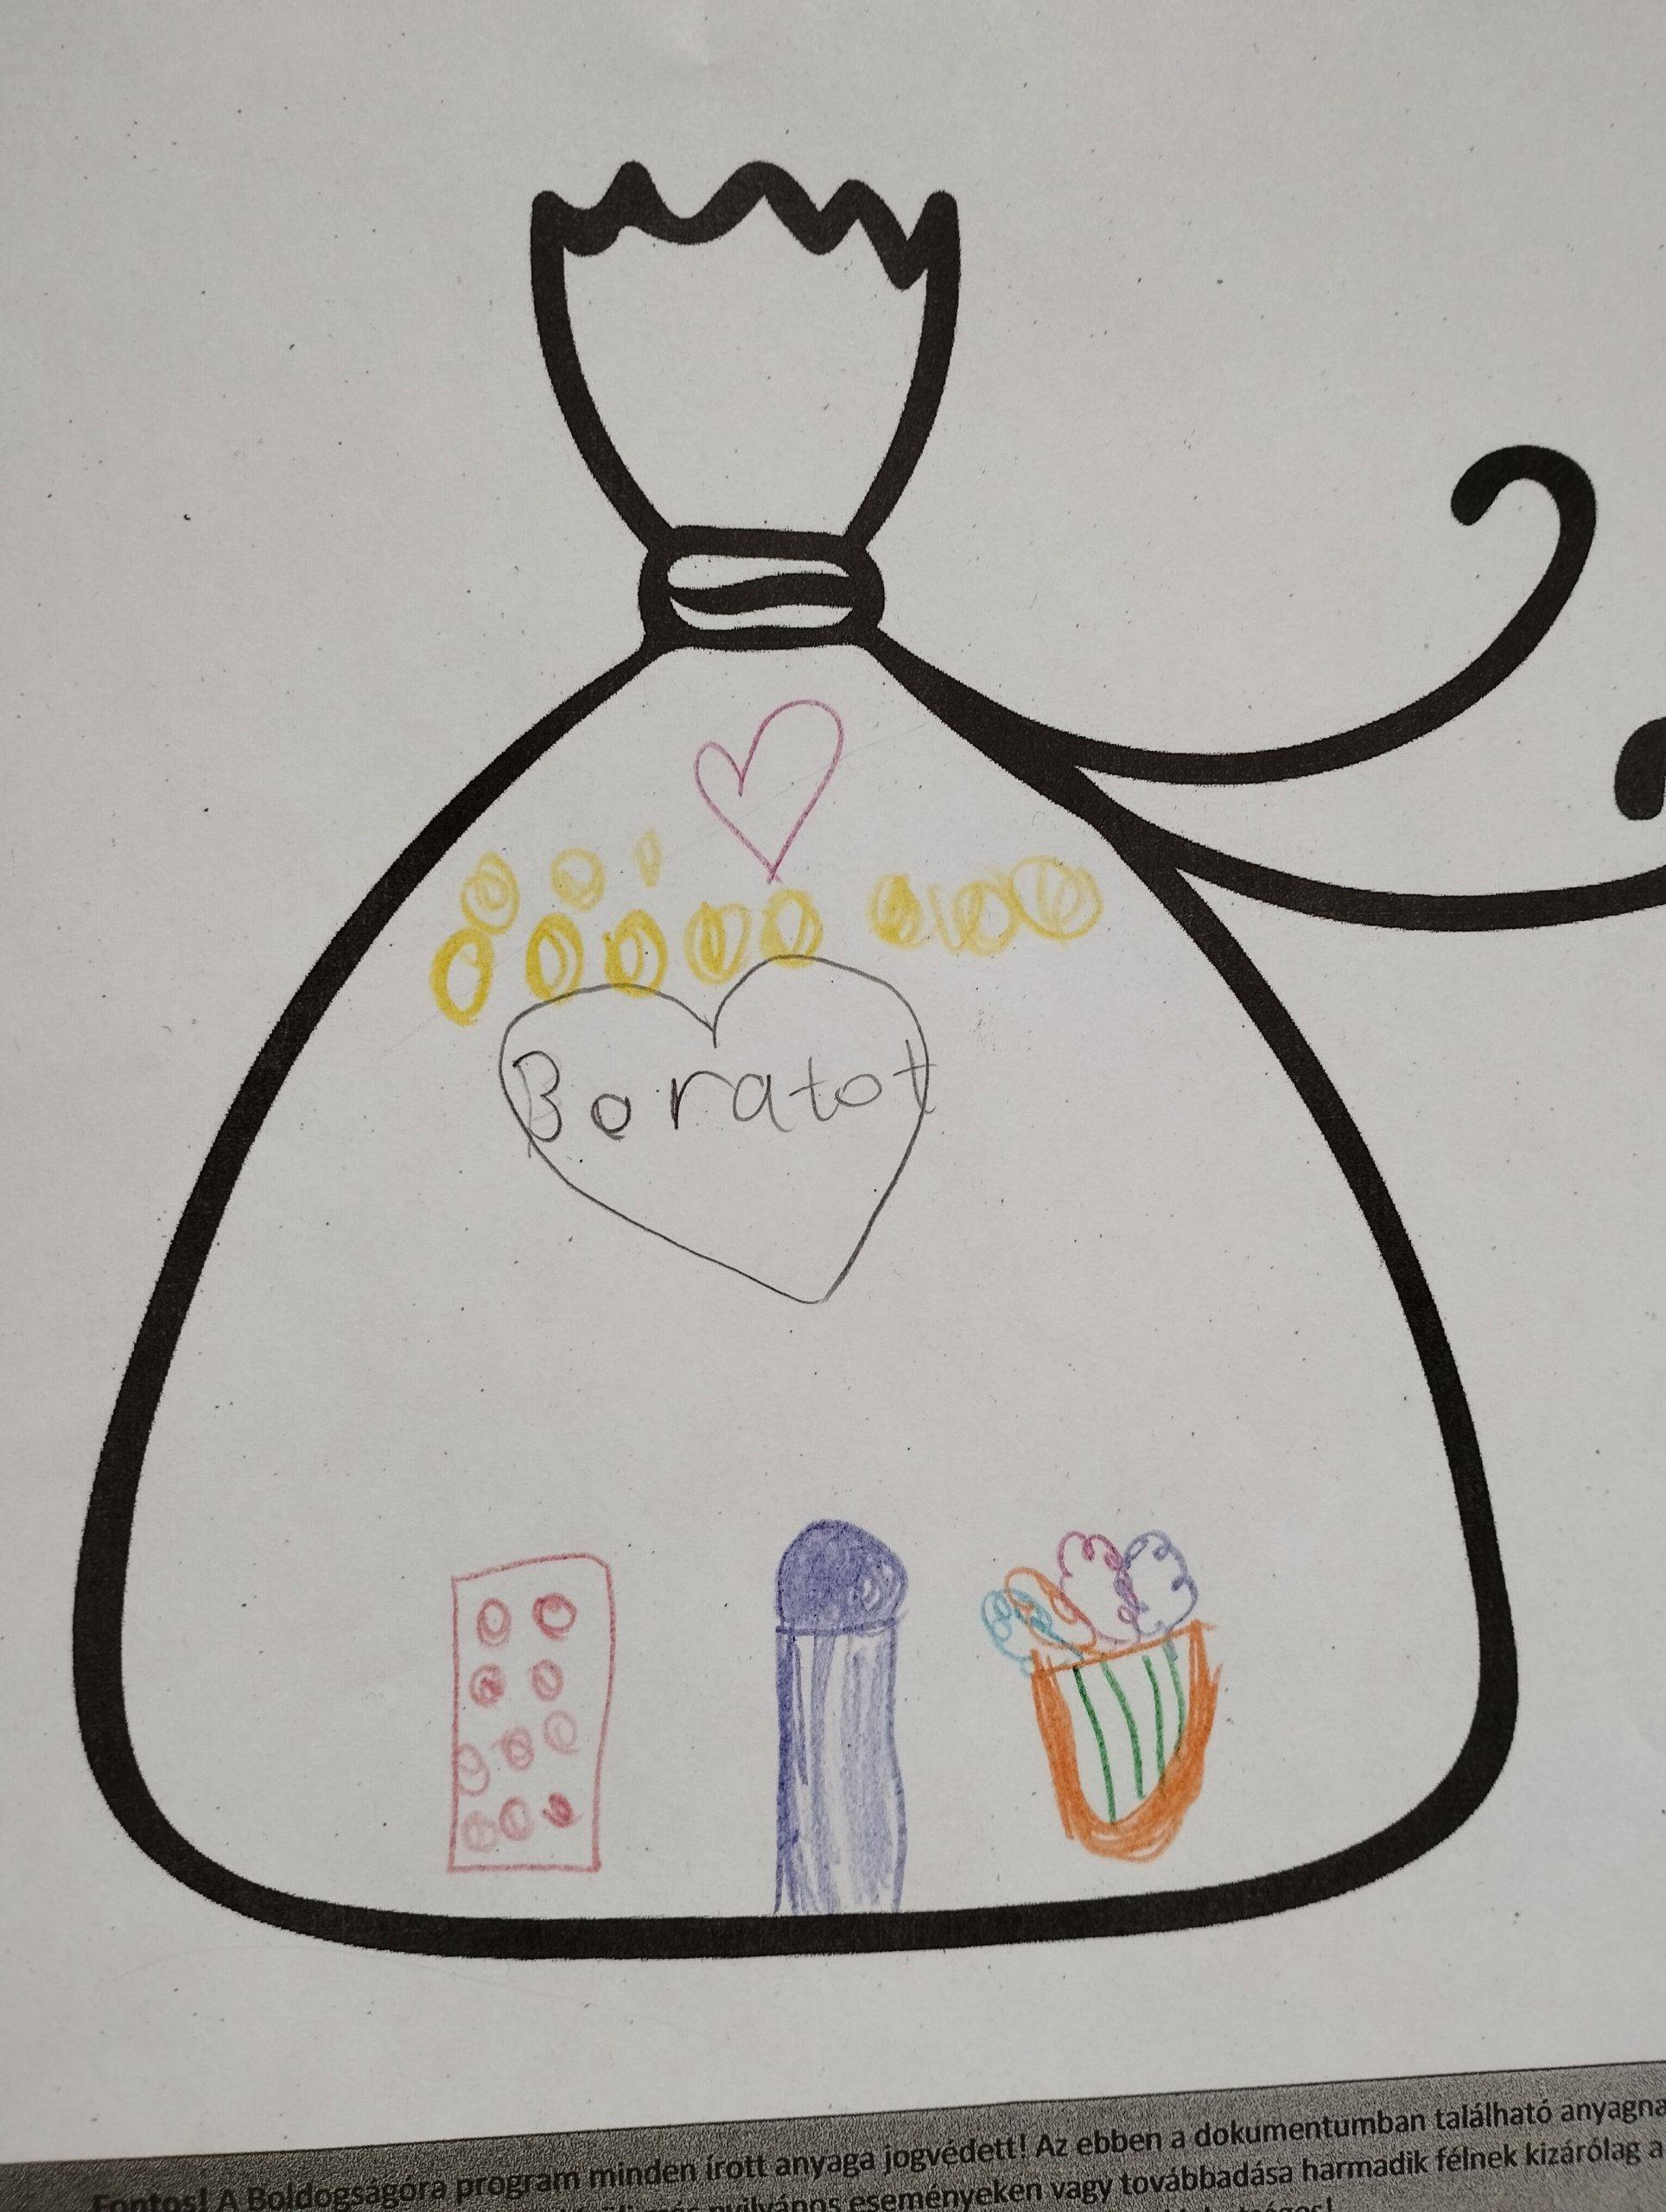 Boratot
Fontos! A Boldogságóra program minden írott anyaga jogvédett! Az ebben a dokumentumban található anyagna
nyilvános eseményeken vagy továbbadása harmadik félnek kizárólag a